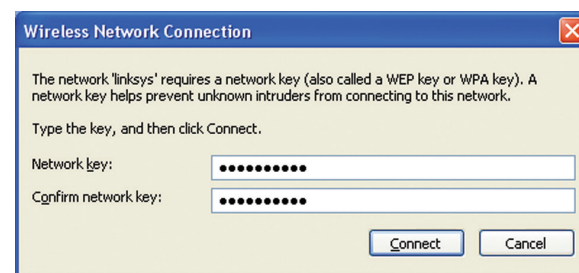 Wireless Network Connection
The network 'linksys' requires a network key (also called a WEP key or WPA key). A
network key helps prevent unknown intruders from connecting to this network.
Type the key, and then click Connect.
Network key: ••••••••••
Confirm network key: ••••••••••
Connect Cancel